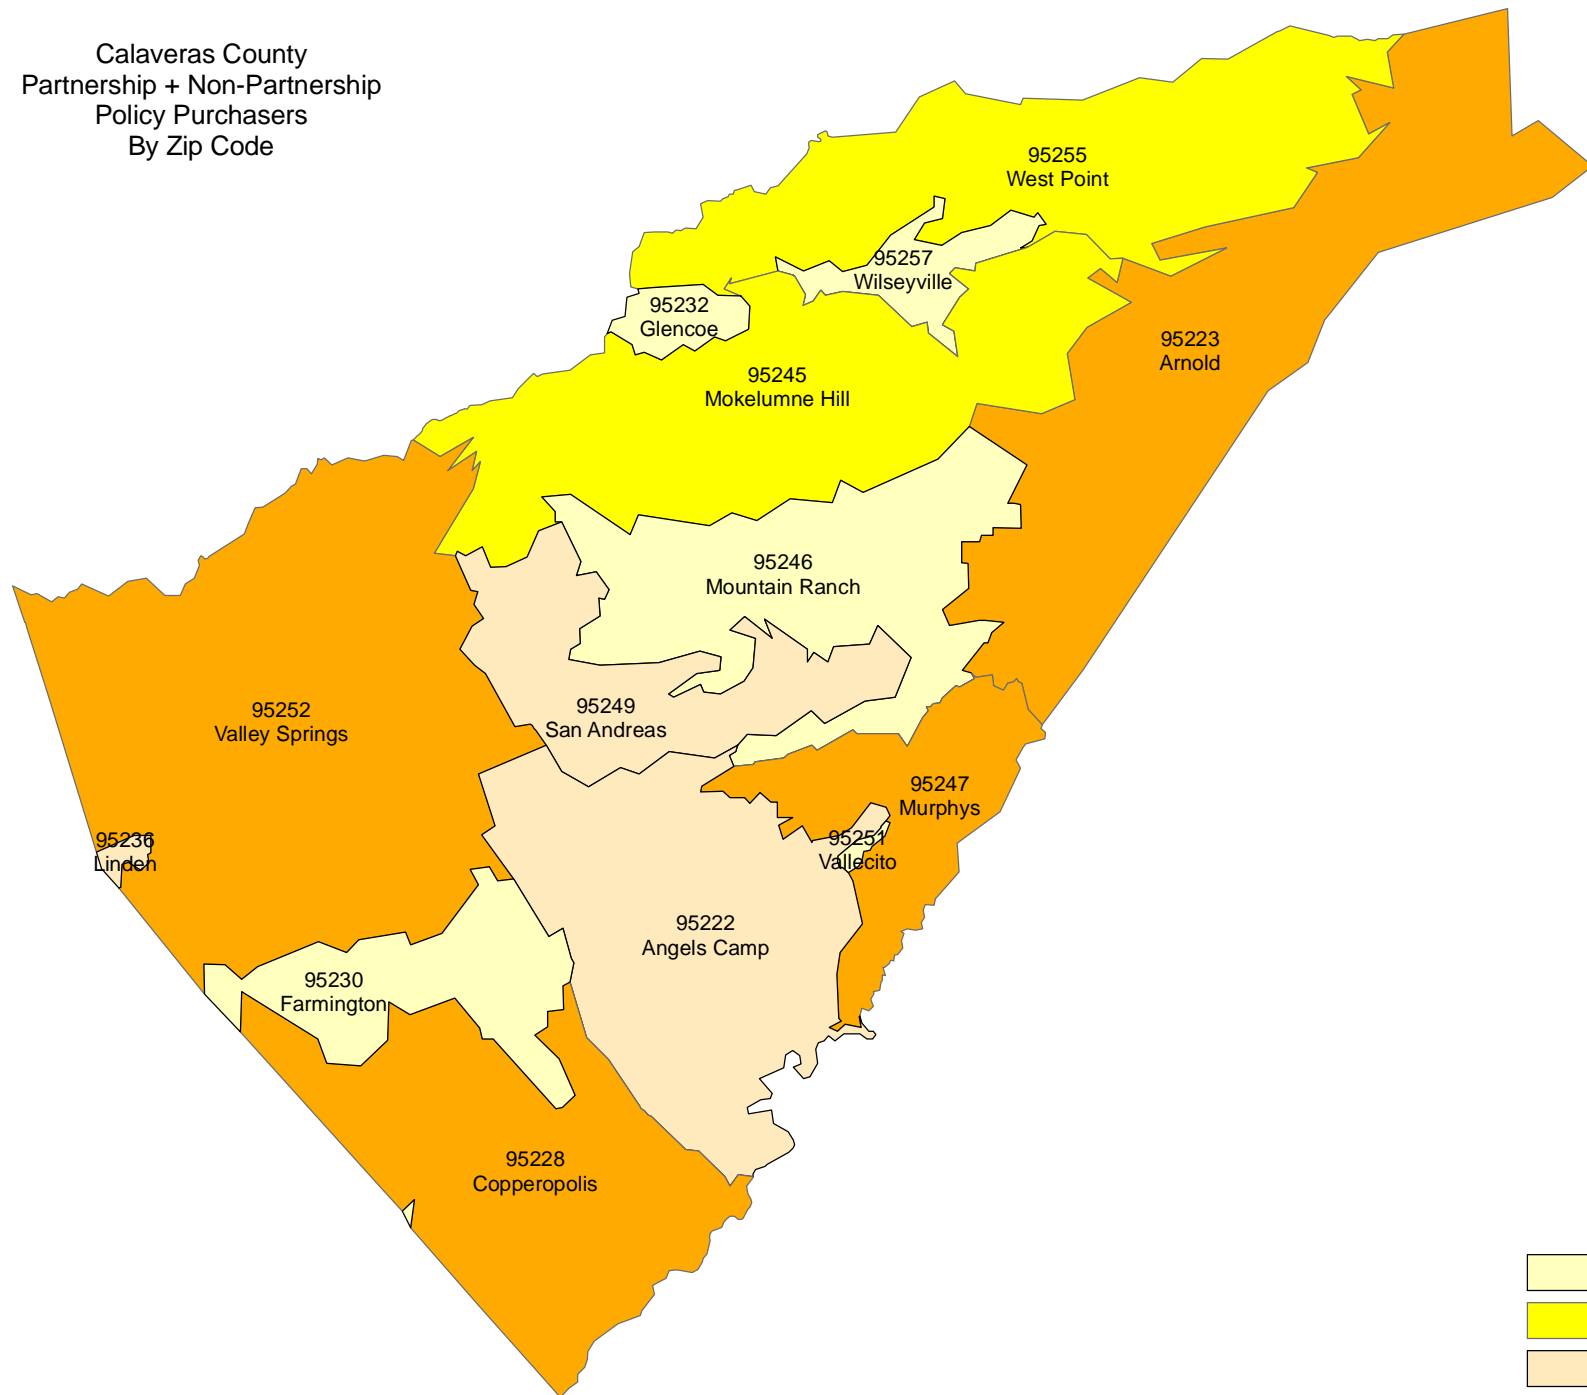 Calaveras County
Partnership + Non-Partnership
Policy Purchasers
By Zip Code
95255
West Point
95257
Wilseyville
95232
Glencoe
95223
Arnold
95245
Mokelumne Hill
95246
Mountain Ranch
95252
Valley Springs
95249
San Andreas
95247
Murphys
95236
Linden
95251
Vallecito
95222
Angels Camp
95230
Farmington
95228
Copperopolis